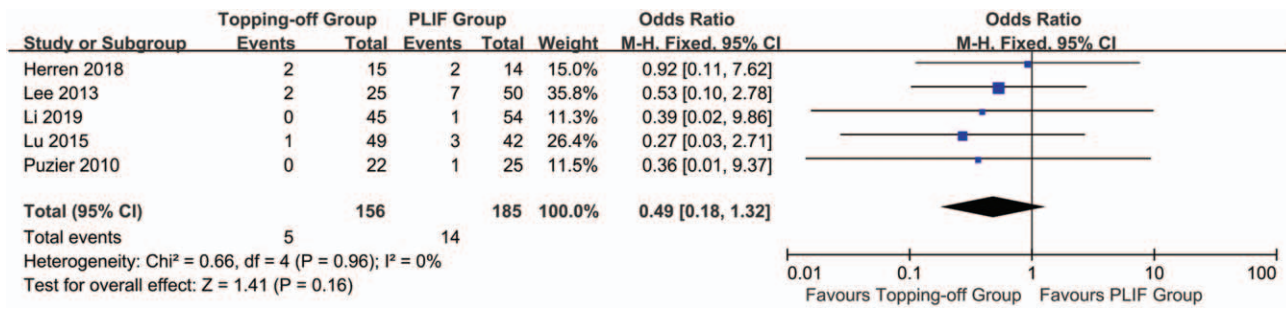 Topping-off Group PLIF Group Odds Ratio Odds Ratio
Study or Subgroup Events Total Events Total Weight M-H. Fixed. 95% CI M-H. Fixed. 95% CI
Herren 2018 2 15 2 14 15.0% 0.92 [0.11, 7.62]
Lee 2013 2 25 7 50 35.8% 0.53 [0.10, 2.78]
Li 2019 0 45 1 54 11.3% 0.39 [0.02, 9.86]
Lu 2015 1 49 3 42 26.4% 0.27 [0.03, 2.71]
Puzier 2010 0 22 1 25 11.5% 0.36 [0.01, 9.37]
Total (95% CI) 156 185 100.0% 0.49 [0.18, 1.32]
Total events 5 14
Heterogeneity: Chi² = 0.66, df = 4 (P = 0.96); I² = 0%
Test for overall effect: Z = 1.41 (P = 0.16)
0.01 0.1 1 10 100
Favours Topping-off Group Favours PLIF Group